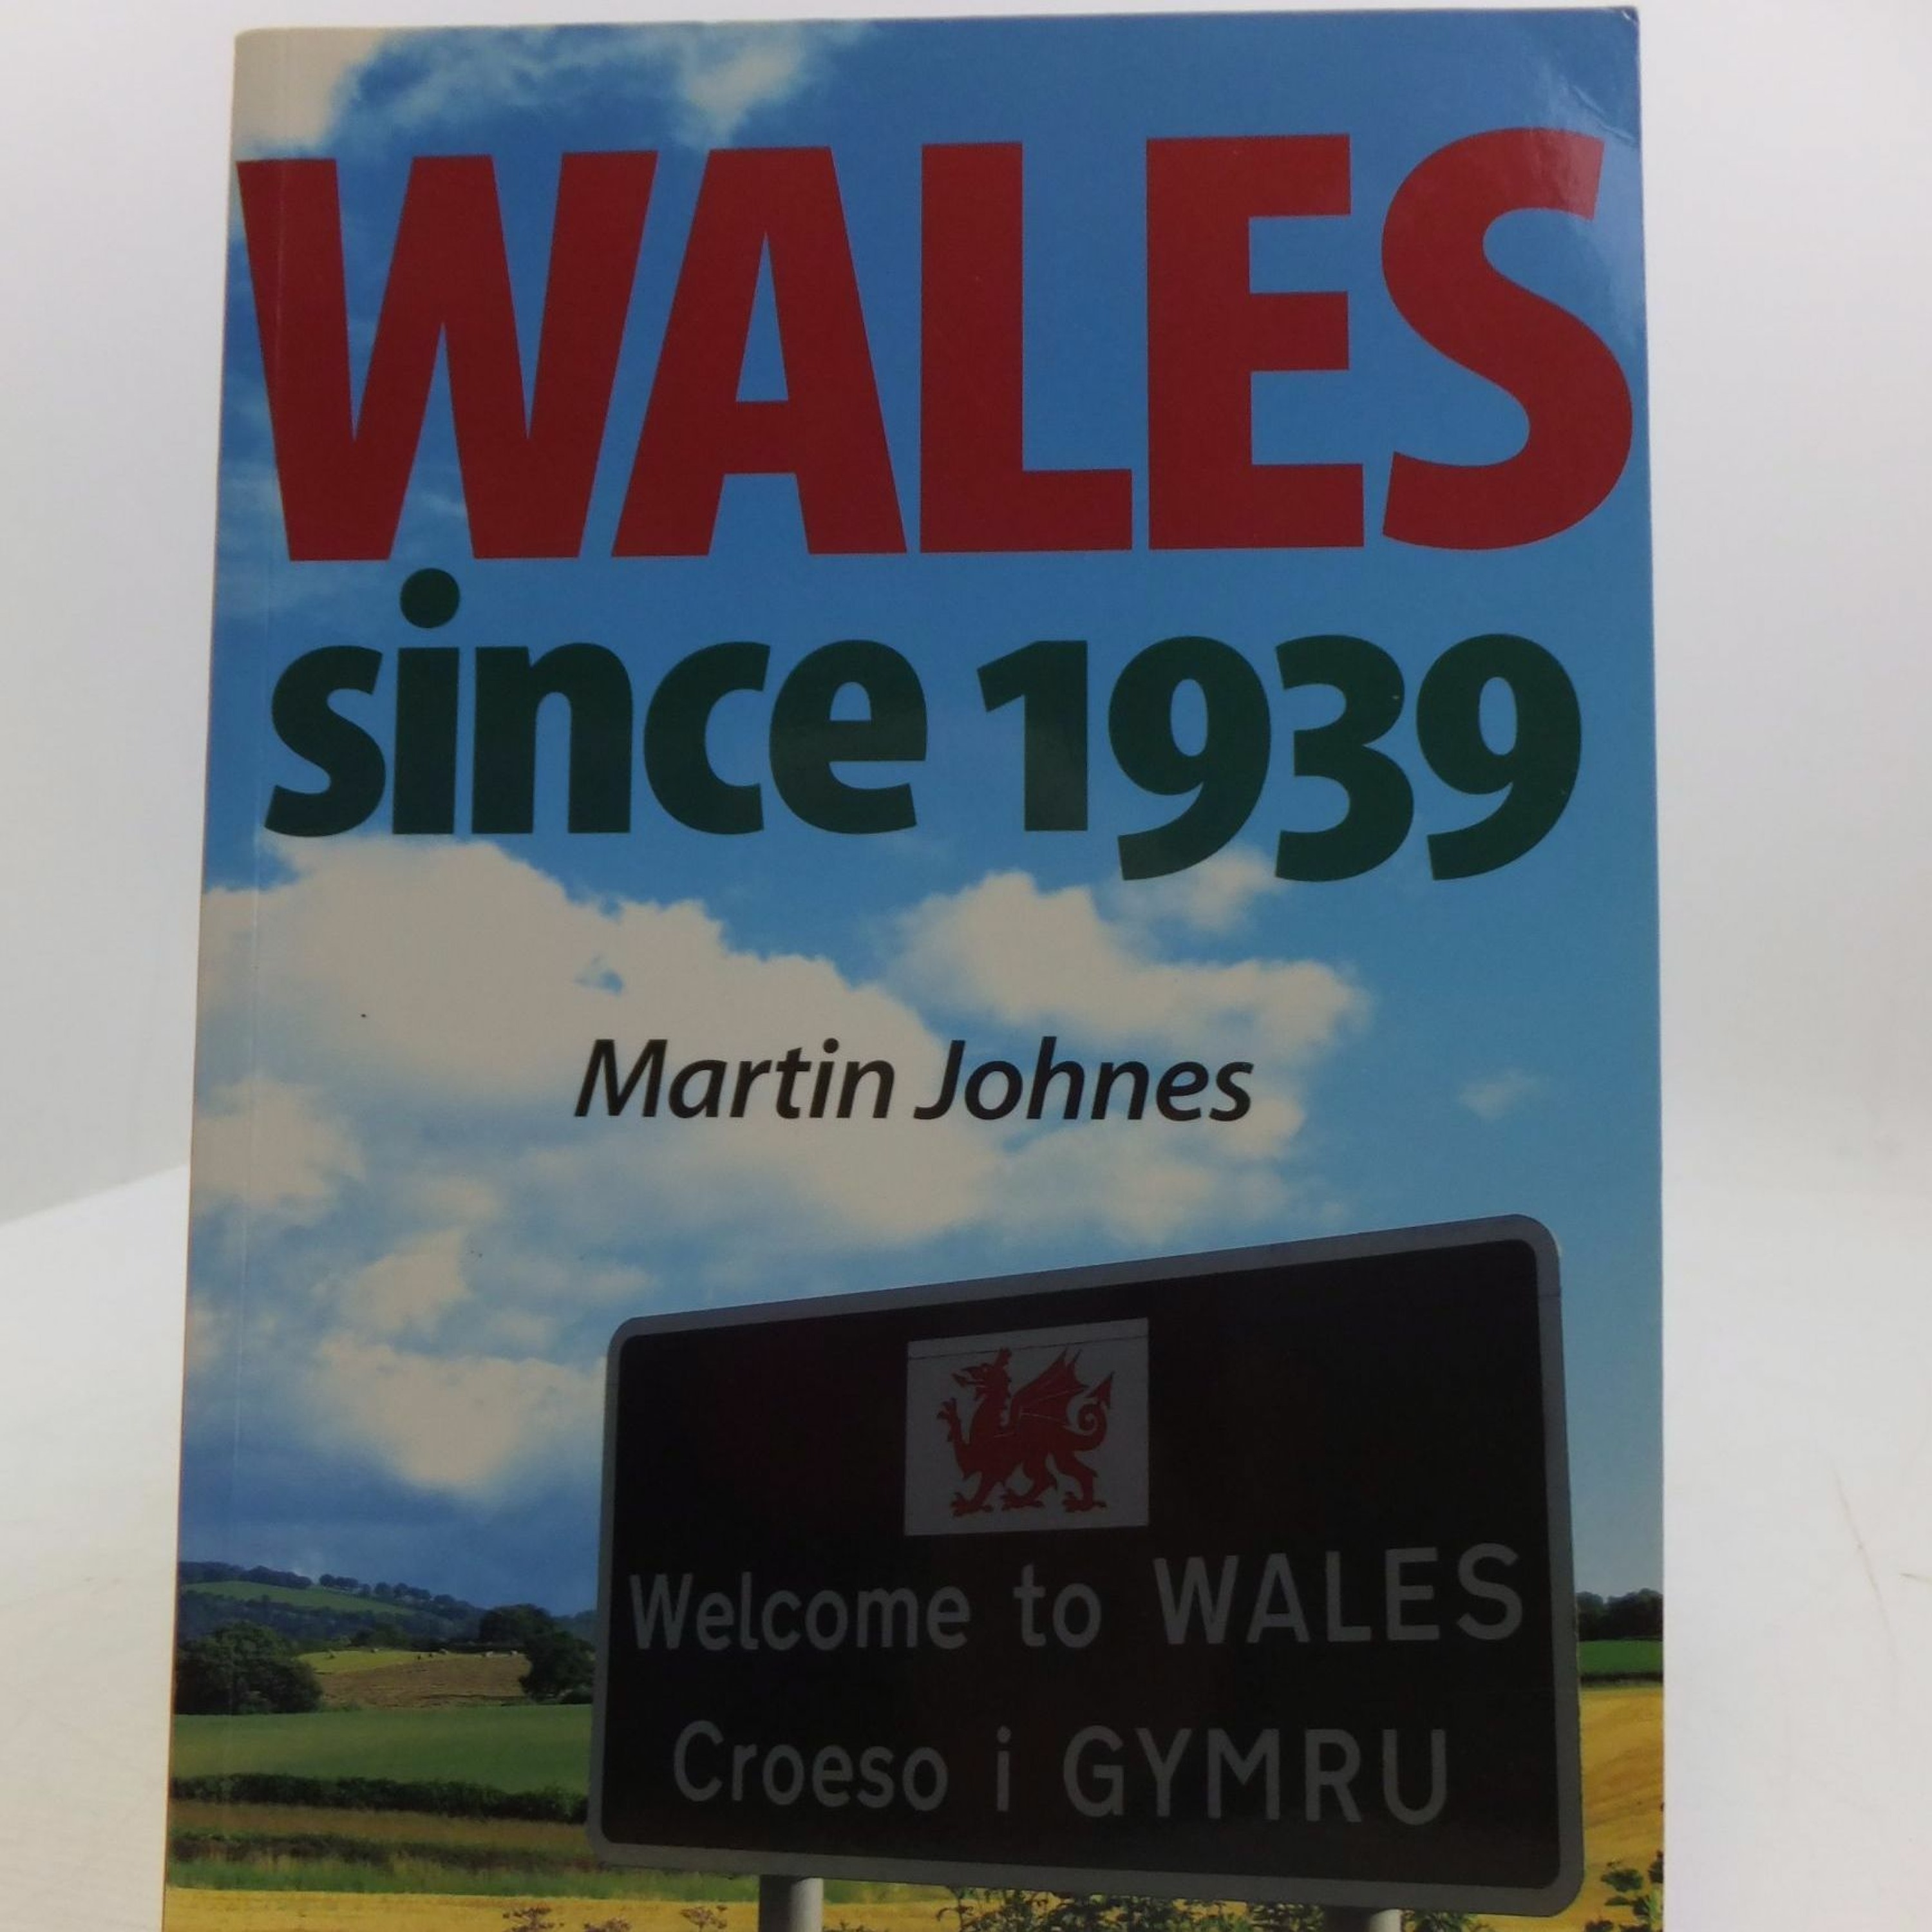 WALES
since 1939
Martin Johnes
Welcome to WALES
Croeso i GYMRU